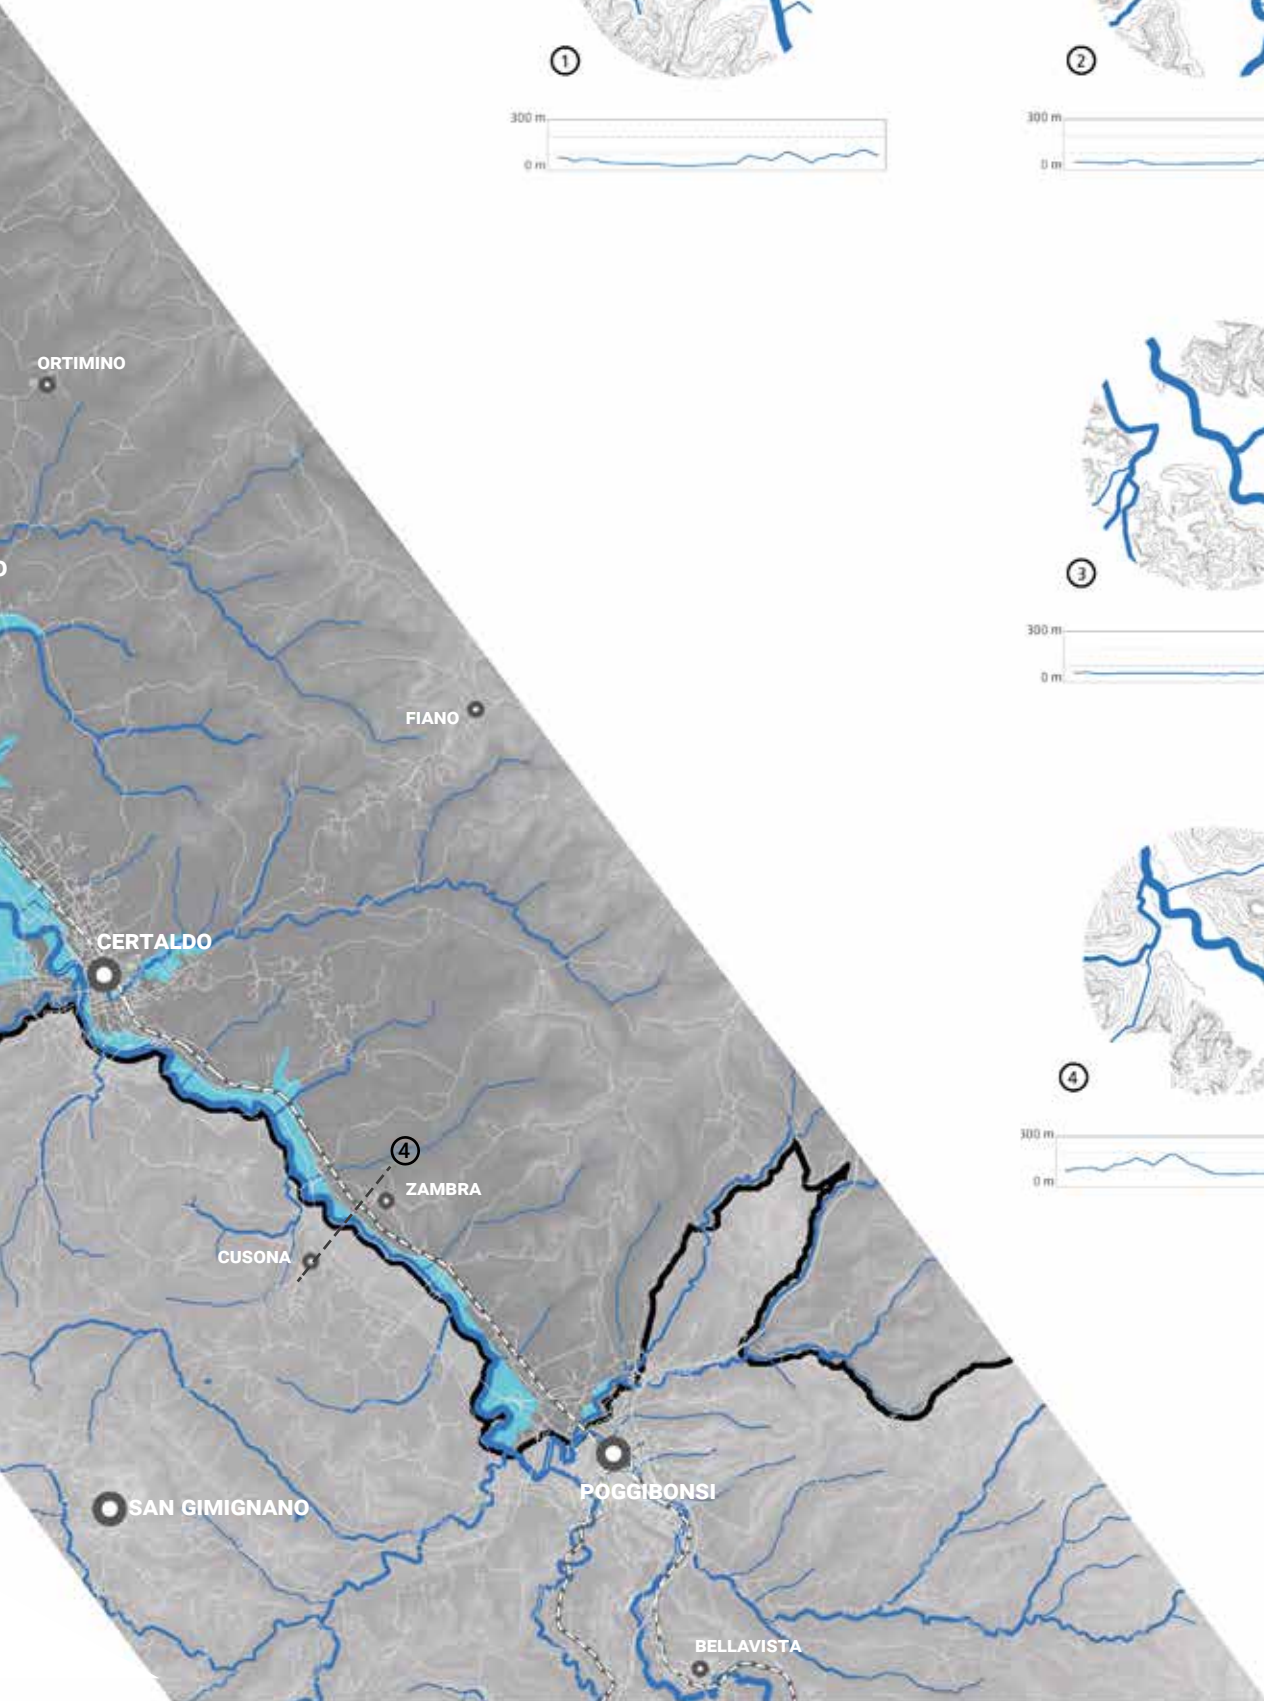 1
2
300 m
0 m
300 m
0 m
ORTIMINO
3
300 m
0 m
FIANO
CERTALDO
4
300 m
0 m
4
ZAMBRA
CUSONA
POGGIBONSI
SAN GIMIGNANO
BELLAVISTA